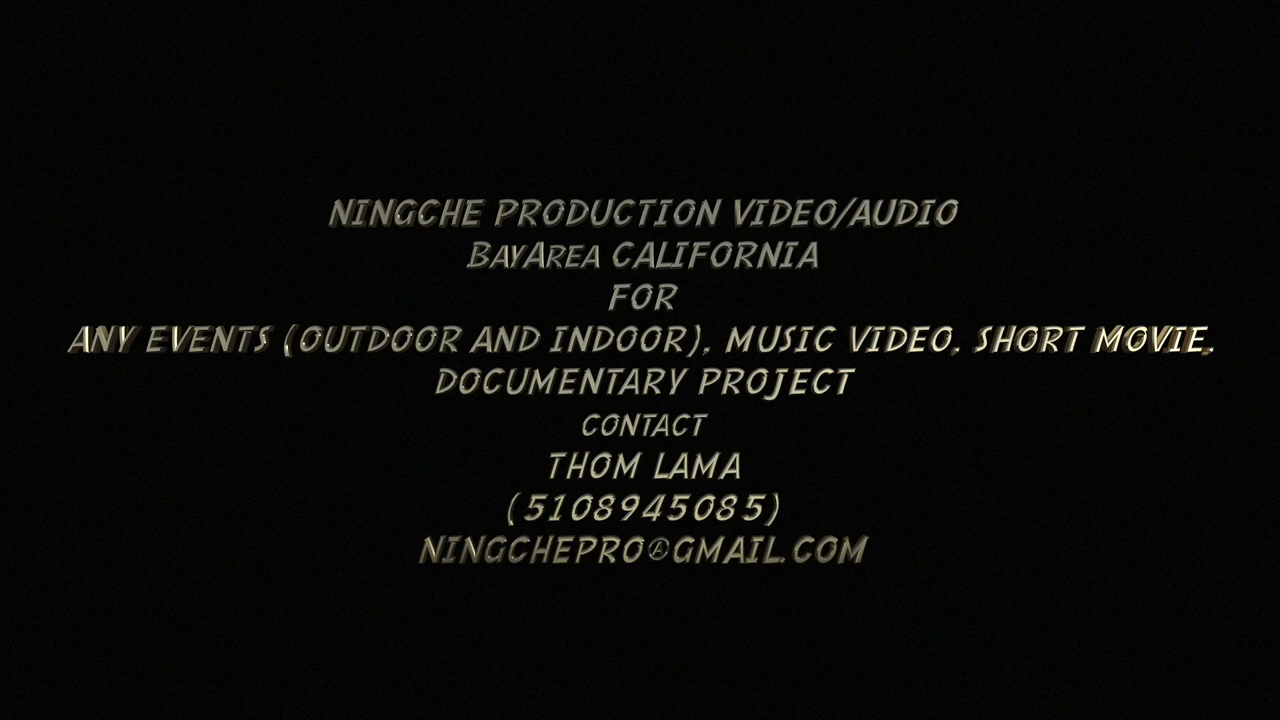 NINGCHE PRODUCTION VIDEO/AUDIO
BAYAREA CALIFORNIA
FOR
ANY EVENTS (OUTDOOR AND INDOOR), MUSIC VIDEO, SHORT MOVIE,
DOCUMENTARY PROJECT
CONTACT
THOM LAMA
(5108945085)
NINGCHEPRO@GMAIL.COM